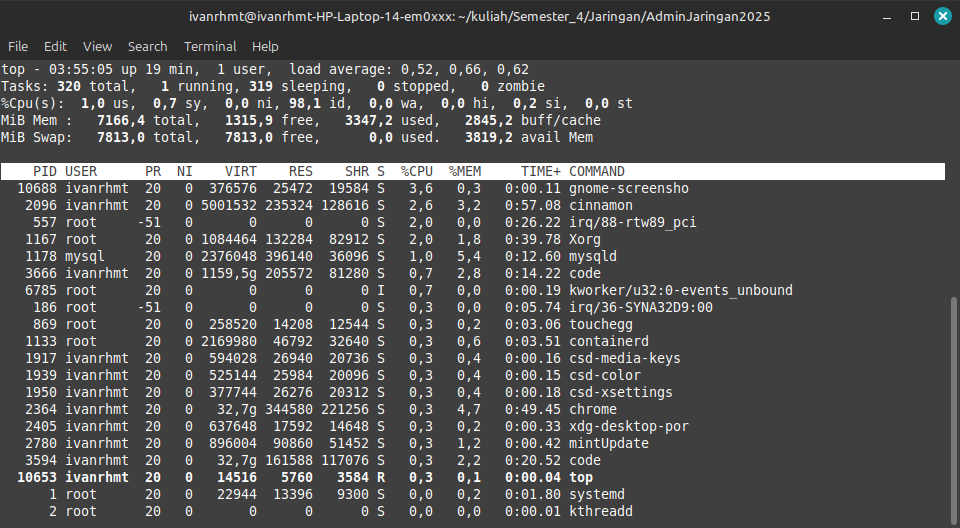 ivanrhmt@ivanrhmt-HP-Laptop-14-em0xxx: ~/kuliah/Semester_4/Jaringan/AdminJaringan2025
File Edit View Search Terminal Help
top - 03:55:05 up 19 min,  1 user,  load average: 0,52, 0,66, 0,62
Tasks: 320 total,   1 running, 319 sleeping,   0 stopped,   0 zombie
%Cpu(s):  1,0 us,  0,7 sy,  0,0 ni, 98,1 id,  0,0 wa,  0,0 hi,  0,2 si,  0,0 st
MiB Mem :   7166,4 total,   1315,9 free,   3347,2 used,   2845,2 buff/cache
MiB Swap:   7813,0 total,   7813,0 free,      0,0 used.   3819,2 avail Mem
    PID USER      PR  NI    VIRT    RES    SHR S  %CPU  %MEM     TIME+ COMMAND
  10688 ivanrhmt  20   0  376576  25472  19584 S   3,6   0,3   0:00.11 gnome-screensho
   2096 ivanrhmt  20   0 5001532 235324 128616 S   2,6   3,2   0:57.08 cinnamon
    557 root     -51   0       0      0      0 S   2,0   0,0   0:26.22 irq/88-rtw89_pci
   1167 root      20   0 1084464 132284  82912 S   2,0   1,8   0:39.78 Xorg
   1178 mysql     20   0 2376048 396140  36096 S   1,0   5,4   0:12.60 mysqld
   3666 ivanrhmt  20   0 1159,5g 205572  81280 S   0,7   2,8   0:14.22 code
   6785 root      20   0       0      0      0 I   0,7   0,0   0:00.19 kworker/u32:0-events_unbound
    186 root     -51   0       0      0      0 S   0,3   0,0   0:05.74 irq/36-SYNA32D9:00
    869 root      20   0  258520  14208  12544 S   0,3   0,2   0:03.06 touchegg
   1133 root      20   0 2169980  46792  32640 S   0,3   0,6   0:03.51 containerd
   1917 ivanrhmt  20   0  594028  26940  20736 S   0,3   0,4   0:00.16 csd-media-keys
   1939 ivanrhmt  20   0  525144  25984  20096 S   0,3   0,4   0:00.15 csd-color
   1950 ivanrhmt  20   0  377744  26276  20312 S   0,3   0,4   0:00.18 csd-xsettings
   2364 ivanrhmt  20   0   32,7g 344580 221256 S   0,3   4,7   0:49.45 chrome
   2405 ivanrhmt  20   0  637648  17592  14648 S   0,3   0,2   0:00.33 xdg-desktop-por
   2780 ivanrhmt  20   0  896004  90860  51452 S   0,3   1,2   0:00.42 mintUpdate
   3594 ivanrhmt  20   0   32,7g 161588 117076 S   0,3   2,2   0:20.52 code
  10653 ivanrhmt  20   0   14516   5760   3584 R   0,3   0,1   0:00.04 top
      1 root      20   0   22944  13396   9300 S   0,0   0,2   0:01.80 systemd
      2 root      20   0       0      0      0 S   0,0   0,0   0:00.01 kthreadd